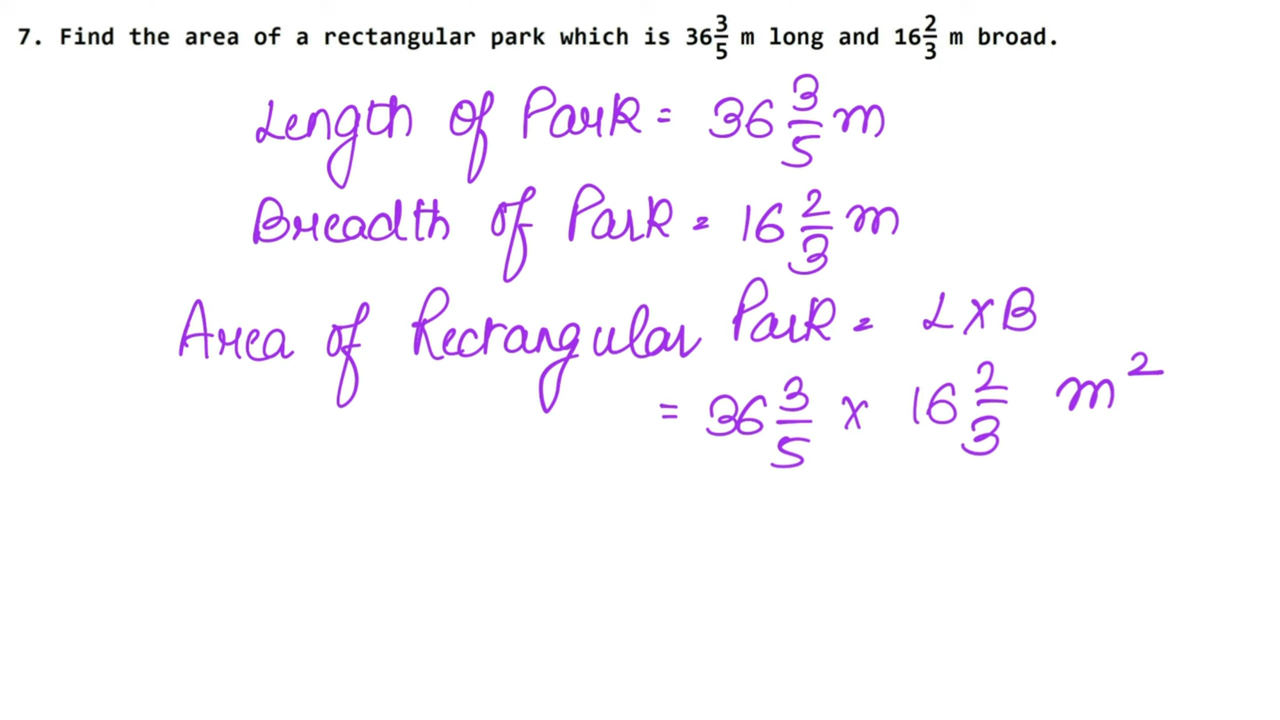 7. Find the area of a rectangular park which is 36 3/5 m long and 16 2/3 m broad.
Length of Park = 36 3/5 m
Breadth of Park = 16 2/3 m
Area of Rectangular Park = L X B
= 36 3/5 x 16 2/3 m²